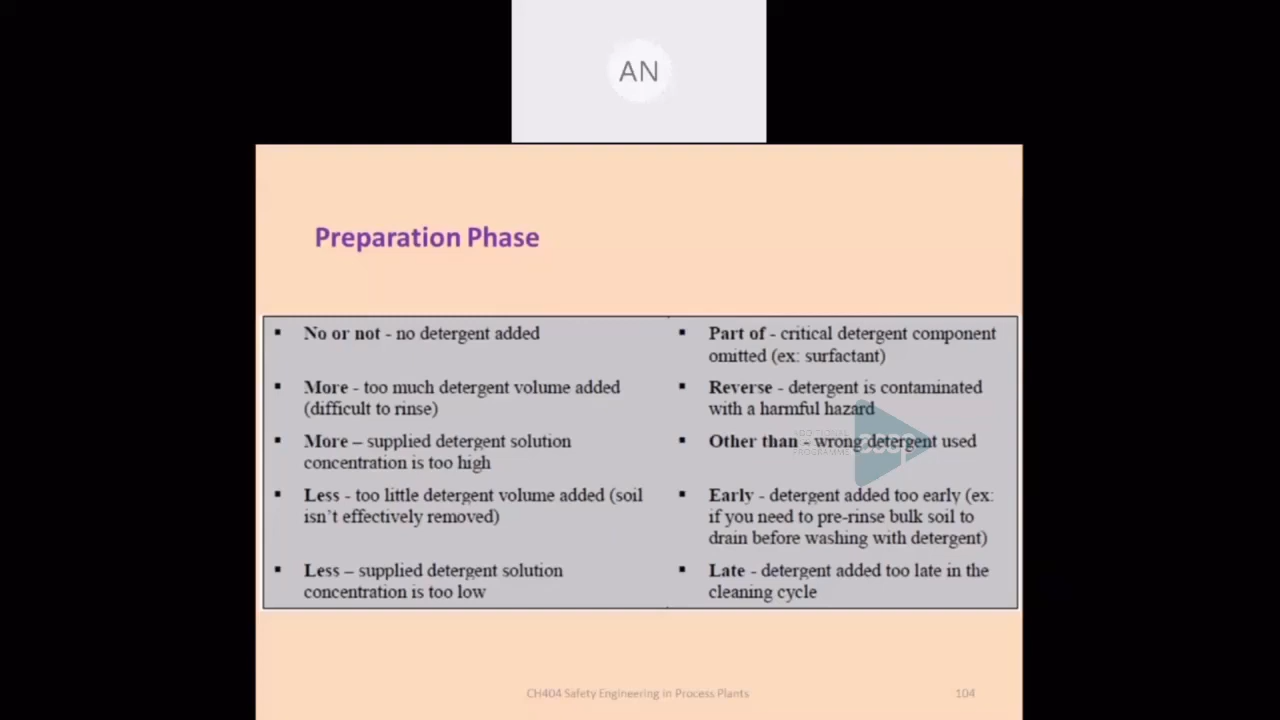 AN
Preparation Phase
▪ No or not - no detergent added
▪ More - too much detergent volume added
(difficult to rinse)
▪ More – supplied detergent solution
concentration is too high
▪ Less - too little detergent volume added (soil
isn't effectively removed)
▪ Less – supplied detergent solution
concentration is too low
▪ Part of - critical detergent component
omitted (ex: surfactant)
▪ Reverse - detergent is contaminated
with a harmful hazard
▪ Other than - wrong detergent used
▪ Early - detergent added too early (ex:
if you need to pre-rinse bulk soil to
drain before washing with detergent)
▪ Late - detergent added too late in the
cleaning cycle
CH404 Safety Engineering in Process Plants
104